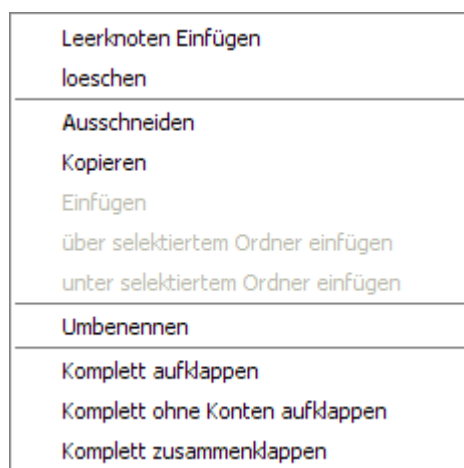 Leerknoten Einfügen
loeschen
Ausschneiden
Kopieren
Einfügen
über selektiertem Ordner einfügen
unter selektiertem Ordner einfügen
Umbenennen
Komplett aufklappen
Komplett ohne Konten aufklappen
Komplett zusammenklappen